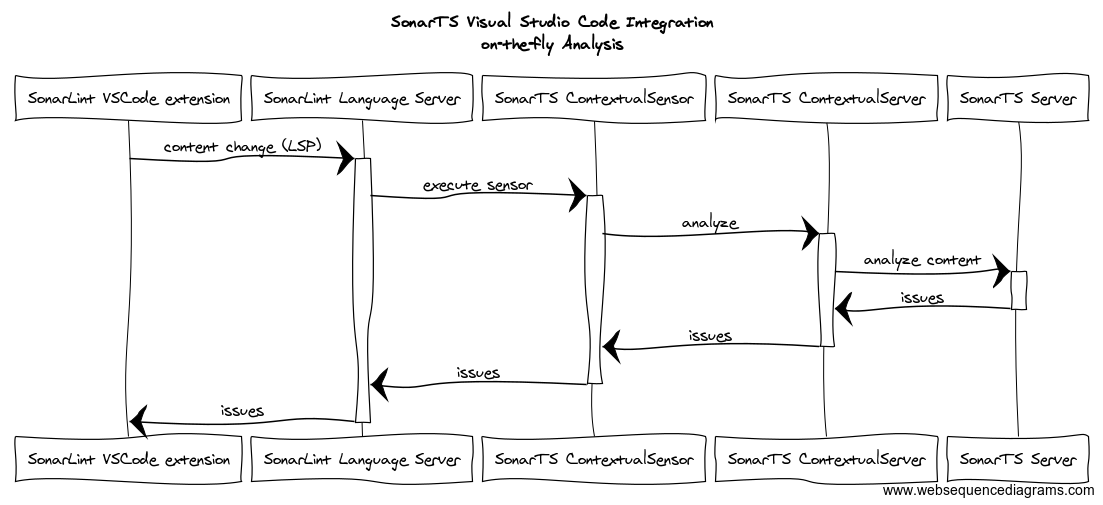 SonarTS Visual Studio Code Integration
on-the-fly Analysis
SonarLint VSCode extension
SonarLint Language Server
SonarTS ContextualSensor
SonarTS ContextualServer
SonarTS Server
content change (LSP)
execute sensor
analyze
analyze content
issues
issues
issues
issues
SonarLint VSCode extension
SonarLint Language Server
SonarTS ContextualSensor
SonarTS ContextualServer
SonarTS Server
www.websequencediagrams.com